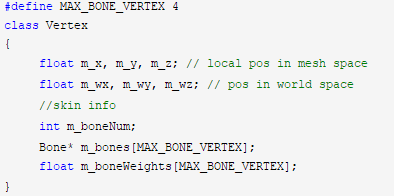 #define MAX_BONE_VERTEX 4
class Vertex
{
float m_x, m_y, m_z; // local pos in mesh space
float m_wx, m_wy, m_wz; // pos in world space
//skin info
int m_boneNum;
Bone* m_bones[MAX_BONE_VERTEX];
float m_boneWeights[MAX_BONE_VERTEX];
}